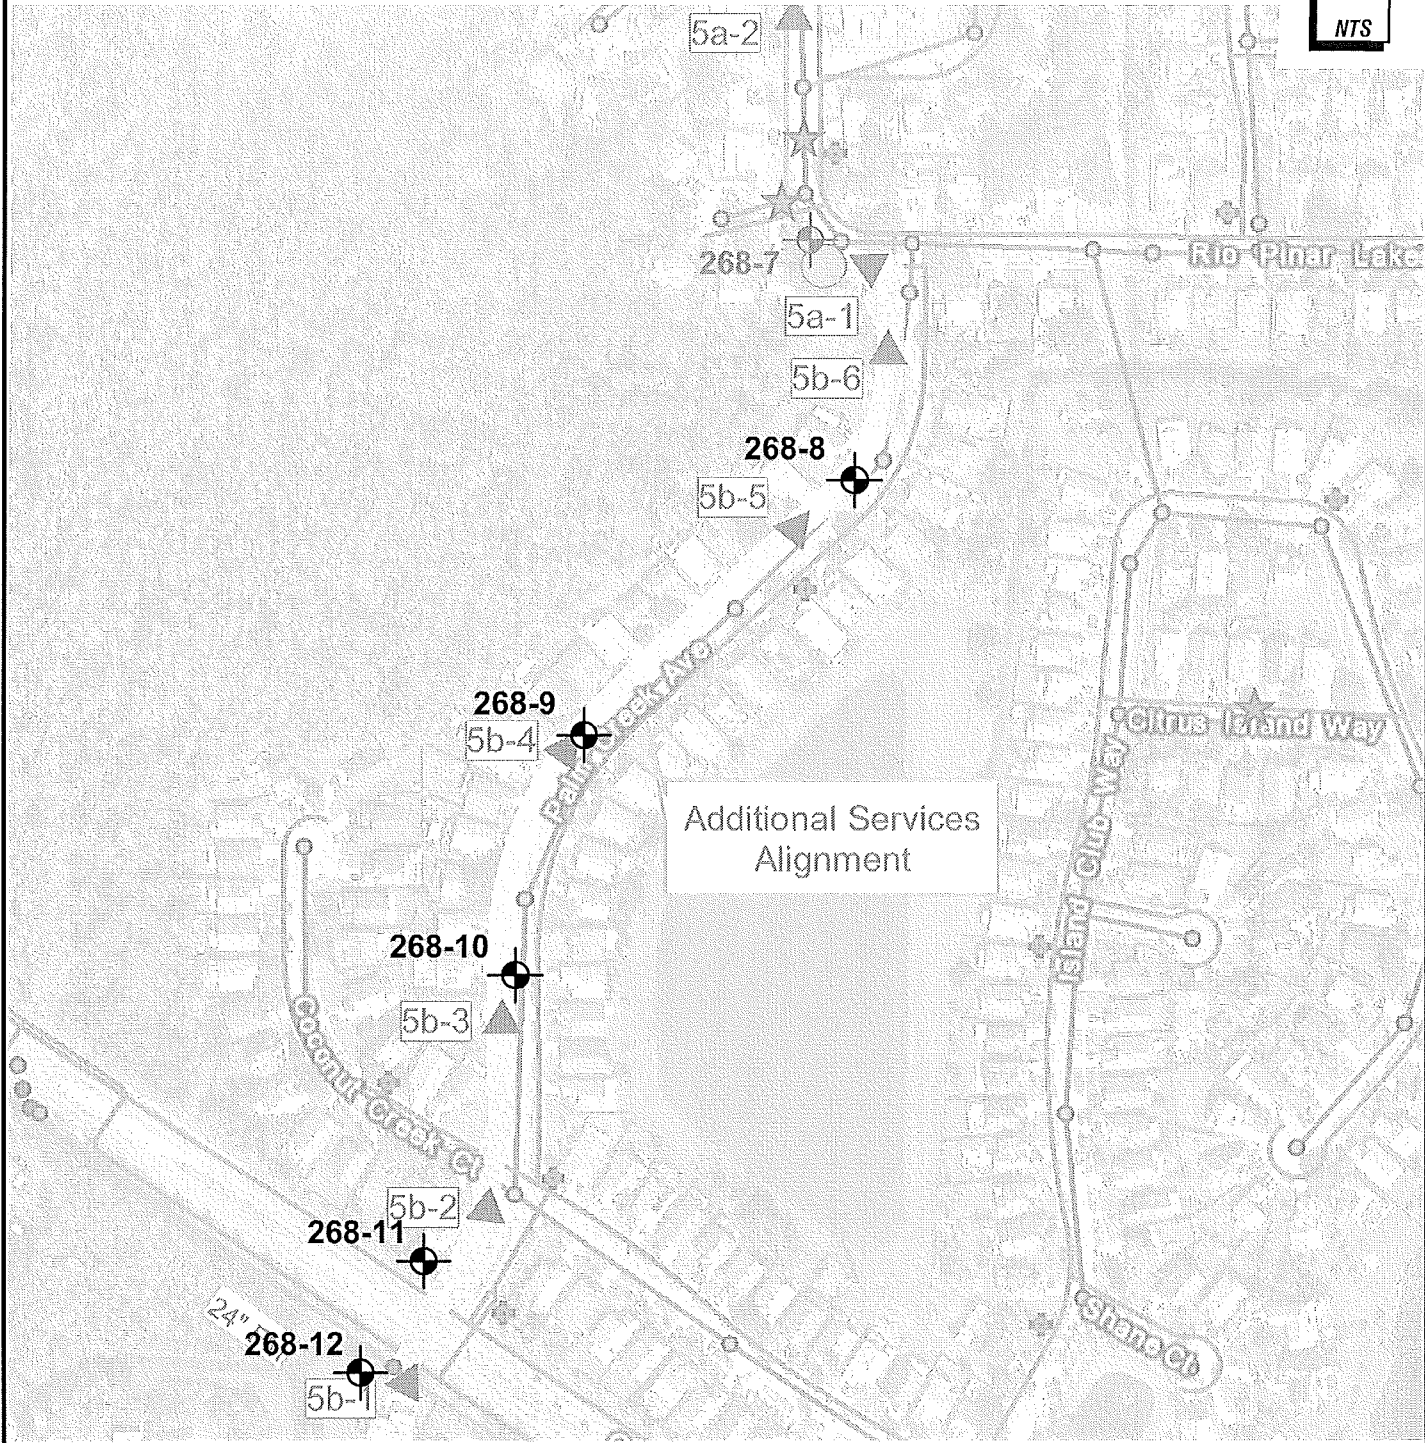 NTS
5a-2
268-7
Rio Pinar Lake
5a-1
5b-6
268-8
5b-5
268-9
5b-4
Palm Creek Ave
Citrus Island Way
Island Club Way
Additional Services
Alignment
268-10
5b-3
Coconut Creek Ct
5b-2
268-11
24"
268-12
5b-1
Shane Ct